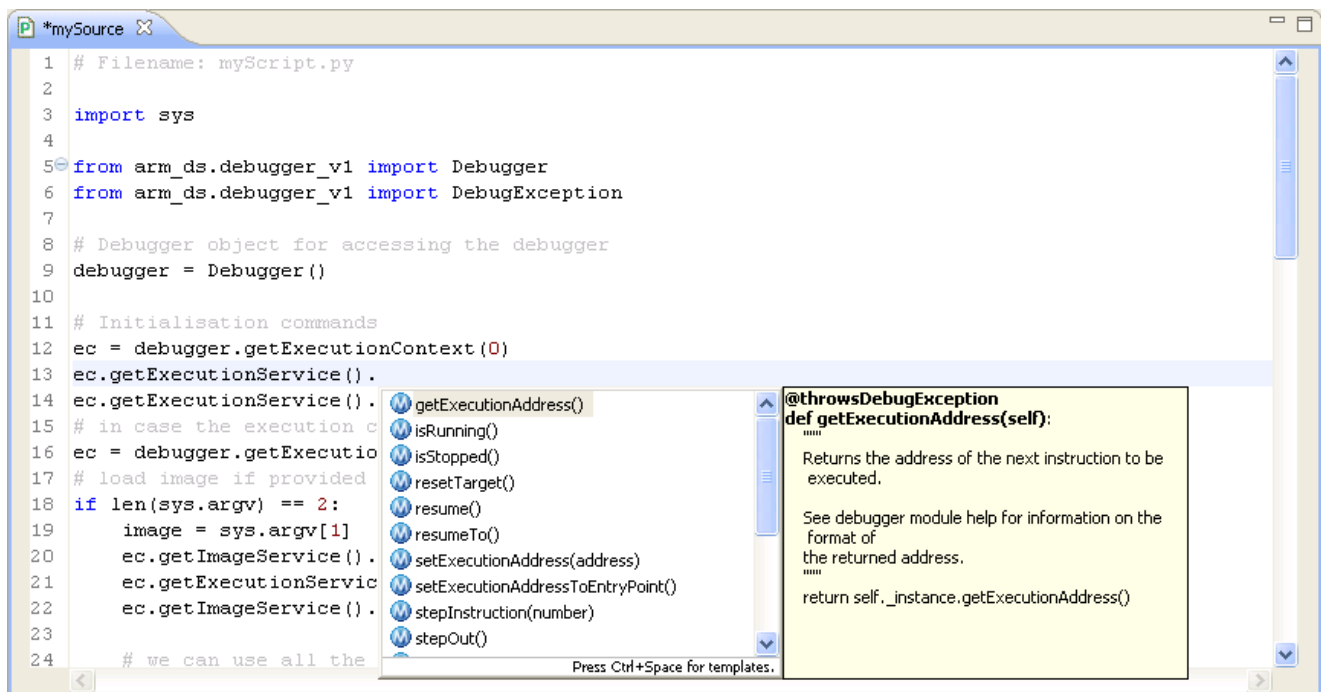 *mySource
1 # Filename: myScript.py
2
3 import sys
4
5 from arm_ds.debugger_v1 import Debugger
6 from arm_ds.debugger_v1 import DebugException
7
8 # Debugger object for accessing the debugger
9 debugger = Debugger()
10
11 # Initialisation commands
12 ec = debugger.getExecutionContext(0)
13 ec.getExecutionService().
14 ec.getExecutionService().
15 # in case the execution c
16 ec = debugger.getExecutio
17 # load image if provided
18 if len(sys.argv) == 2:
19 image = sys.argv[1]
20 ec.getImageService().
21 ec.getExecutionServic
22 ec.getImageService().
23
24 # we can use all the
getExecutionAddress()
isRunning()
isStopped()
resetTarget()
resume()
resumeTo()
setExecutionAddress(address)
setExecutionAddressToEntryPoint()
stepInstruction(number)
stepOut()
Press Ctrl+Space for templates.
@throwsDebugException
def getExecutionAddress(self):
"""
Returns the address of the next instruction to be
executed.
See debugger module help for information on the
format of
the returned address.
"""
return self._instance.getExecutionAddress()